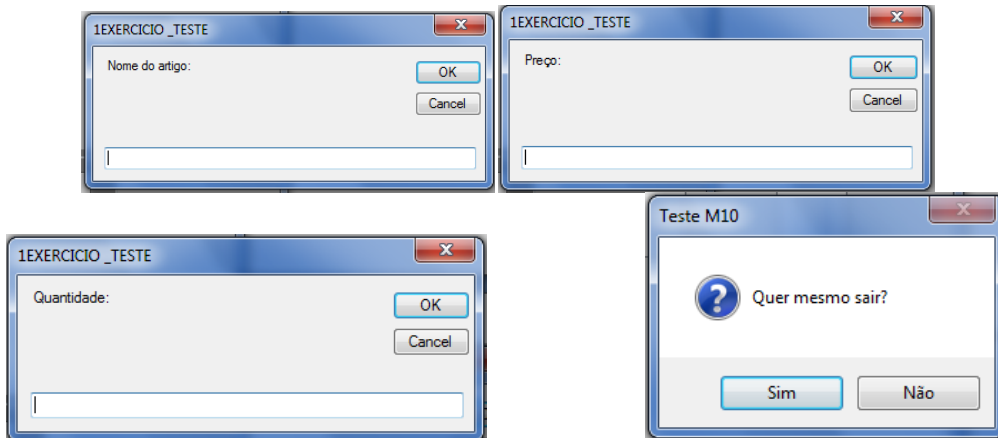 1EXERCICIO _TESTE
Nome do artigo:
OK
Cancel
1EXERCICIO _TESTE
Preço:
OK
Cancel
1EXERCICIO _TESTE
Quantidade:
OK
Cancel
Teste M10
Quer mesmo sair?
Sim Não